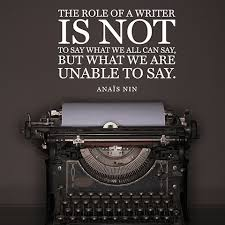 THE ROLE OF A WRITER
IS NOT
TO SAY WHAT WE ALL CAN SAY,
BUT WHAT WE ARE
UNABLE TO SAY.
ANAÏS NIN